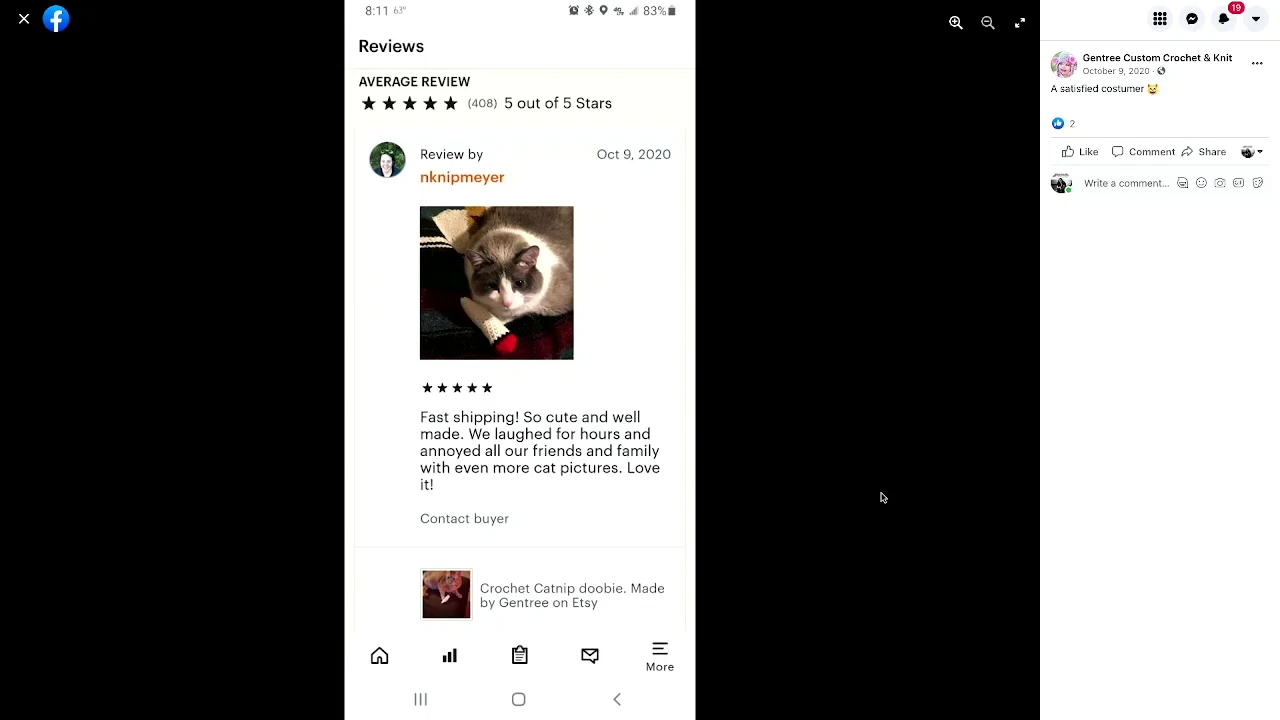 8:11 63°
83%
Reviews
AVERAGE REVIEW
(408) 5 out of 5 Stars
Review by
Oct 9, 2020
nknipmeyer
Fast shipping! So cute and well
made. We laughed for hours and
annoyed all our friends and family
with even more cat pictures. Love
it!
Contact buyer
Crochet Catnip doobie. Made
by Gentree on Etsy
More
19
Gentree Custom Crochet & Knit
October 9, 2020 ·
A satisfied costumer 😺
2
Like Comment Share
Write a comment...